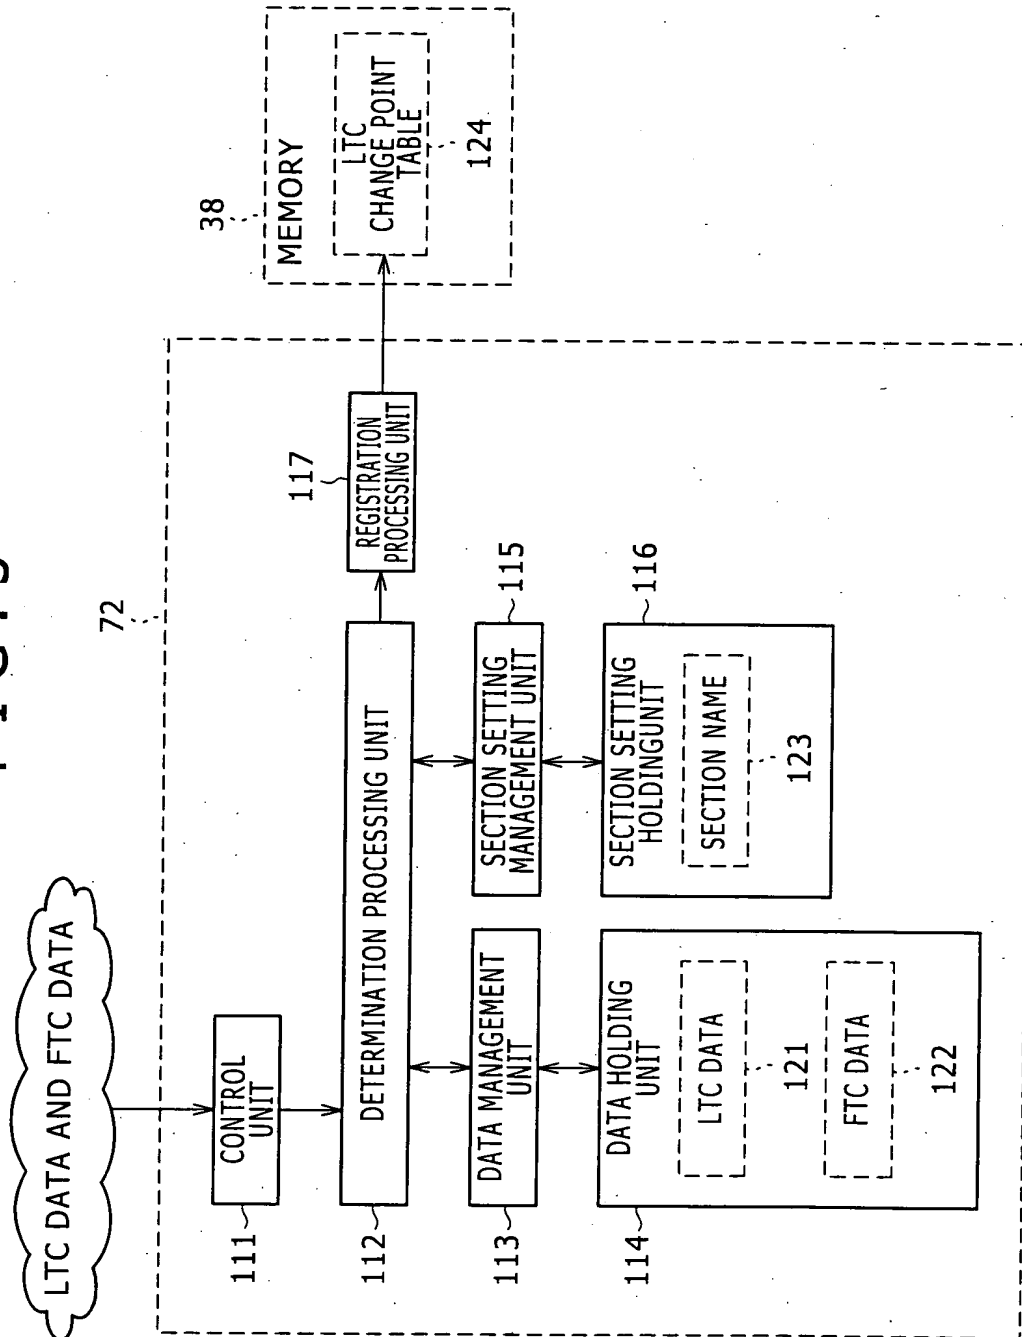 LTC DATA AND FTC DATA
72
38
MEMORY
LTC
CHANGE POINT
TABLE
124
CONTROL
UNIT
111
DETERMINATION PROCESSING UNIT
112
117
REGISTRATION
PROCESSING UNIT
DATA MANAGEMENT
UNIT
113
SECTION SETTING
MANAGEMENT UNIT
115
DATA HOLDING
UNIT
114
LTC DATA
121
FTC DATA
122
SECTION SETTING
HOLDINGUNIT
116
SECTION NAME
123